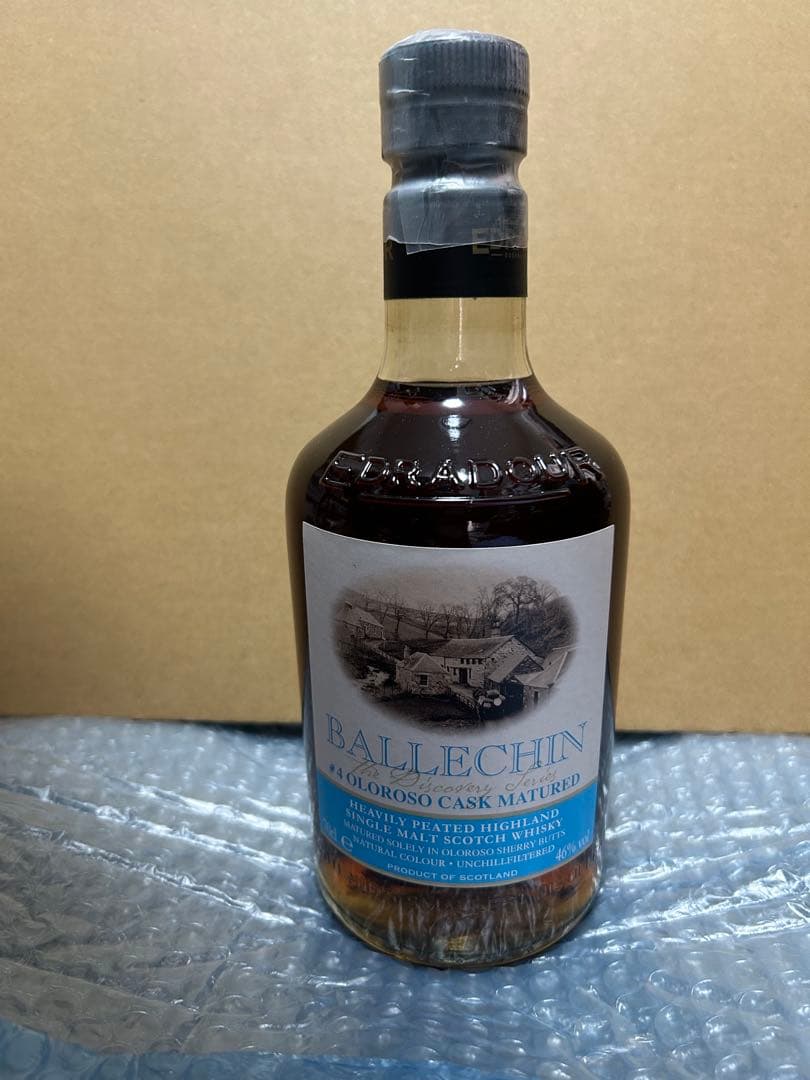 EDRADOUR
BALLECHIN
The Discovery Series
#4 OLOROSO CASK MATURED
HEAVILY PEATED HIGHLAND
SINGLE MALT SCOTCH WHISKY
MATURED SOLELY IN OLOROSO SHERRY BUTTS
70cl e NATURAL COLOUR • UNCHILLFILTERED 46% vol
PRODUCT OF SCOTLAND